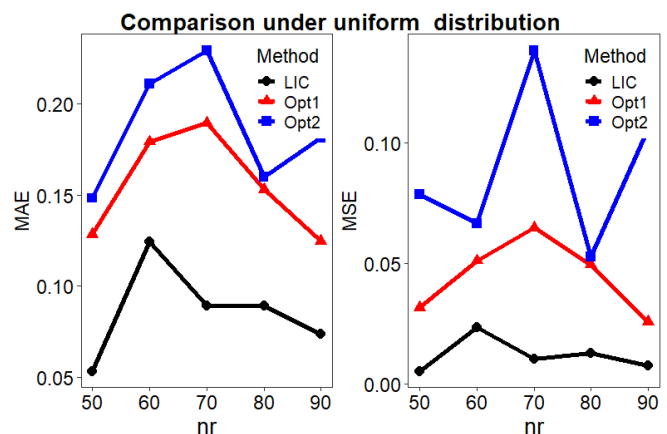 Comparison under uniform distribution
MAE
0.20
0.15
0.10
0.05
Method
LIC
Opt1
Opt2
50 60 70 80 90
nr
MSE
0.10
0.05
0.00
Method
LIC
Opt1
Opt2
50 60 70 80 90
nr